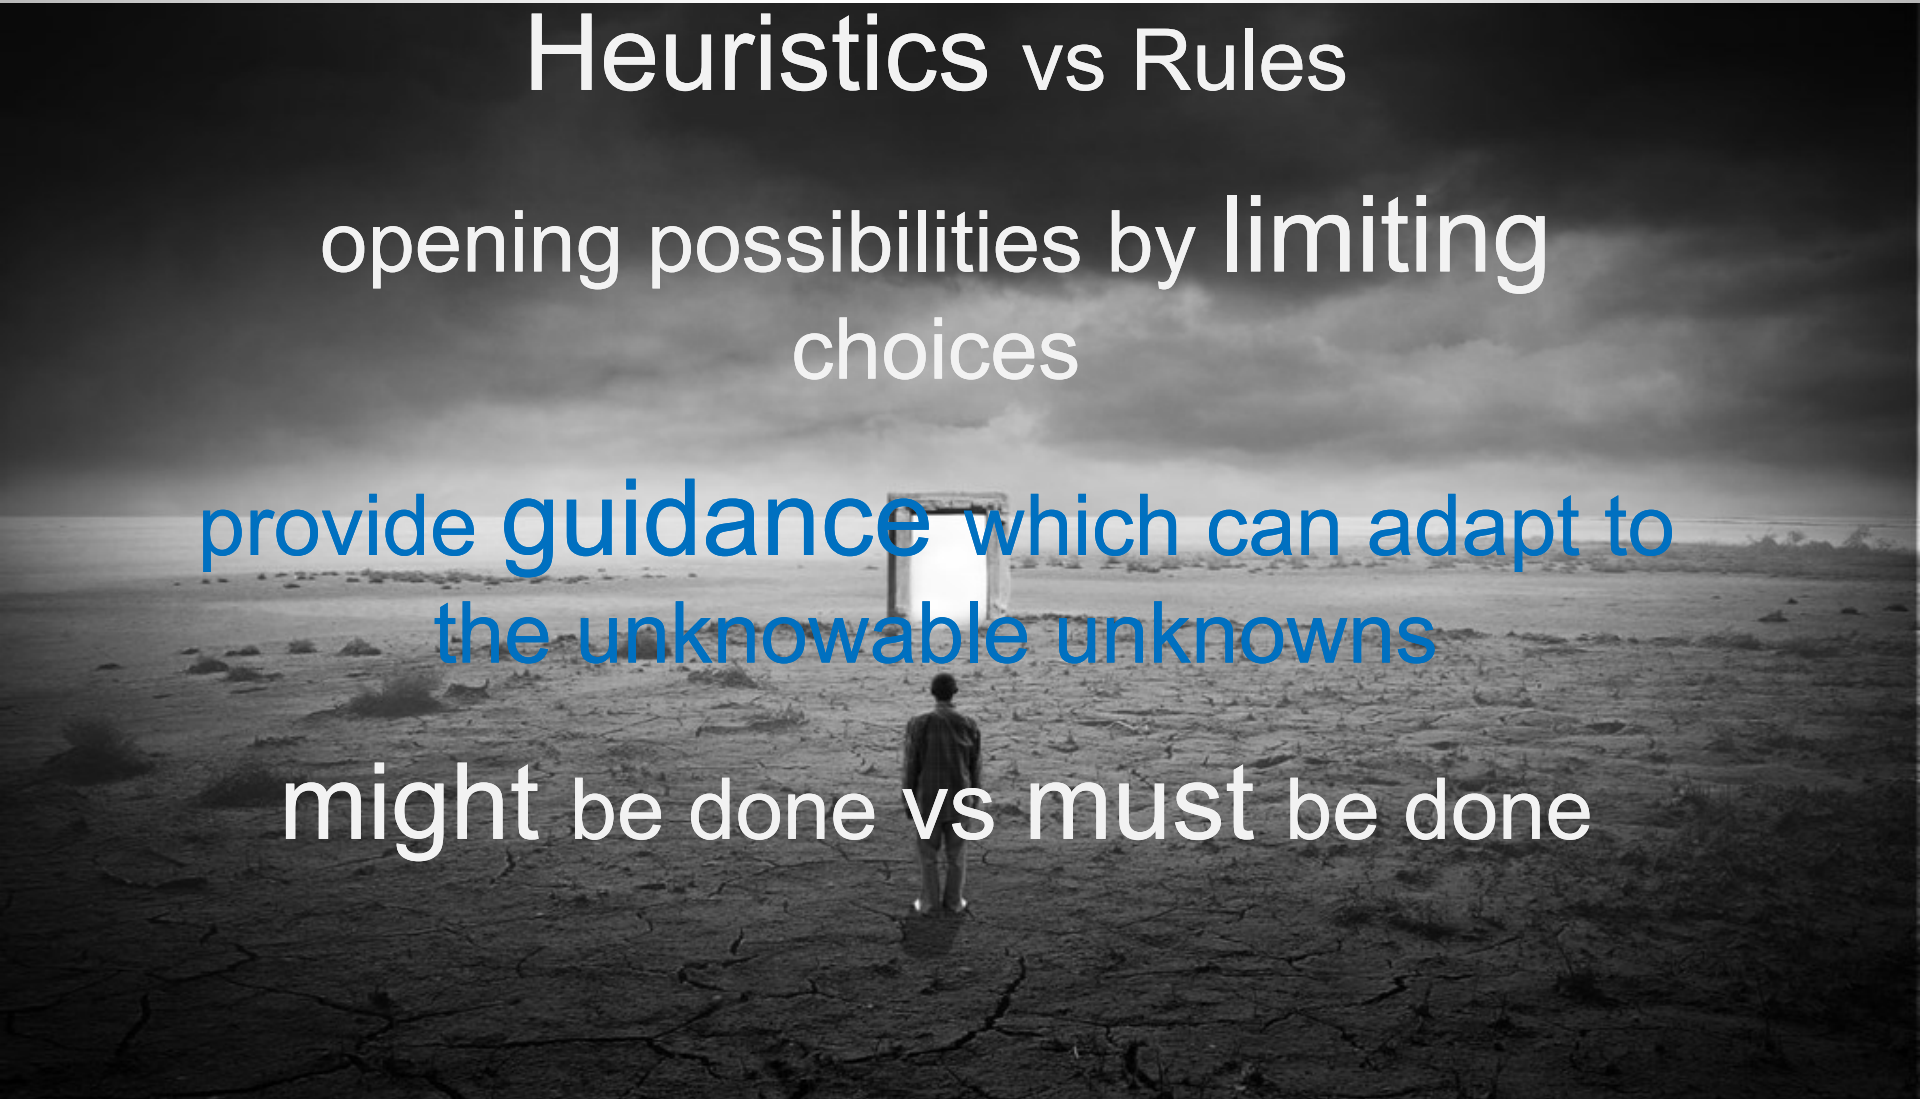 Heuristics vs Rules
opening possibilities by limiting
choices
provide guidance which can adapt to
the unknowable unknowns
might be done vs must be done